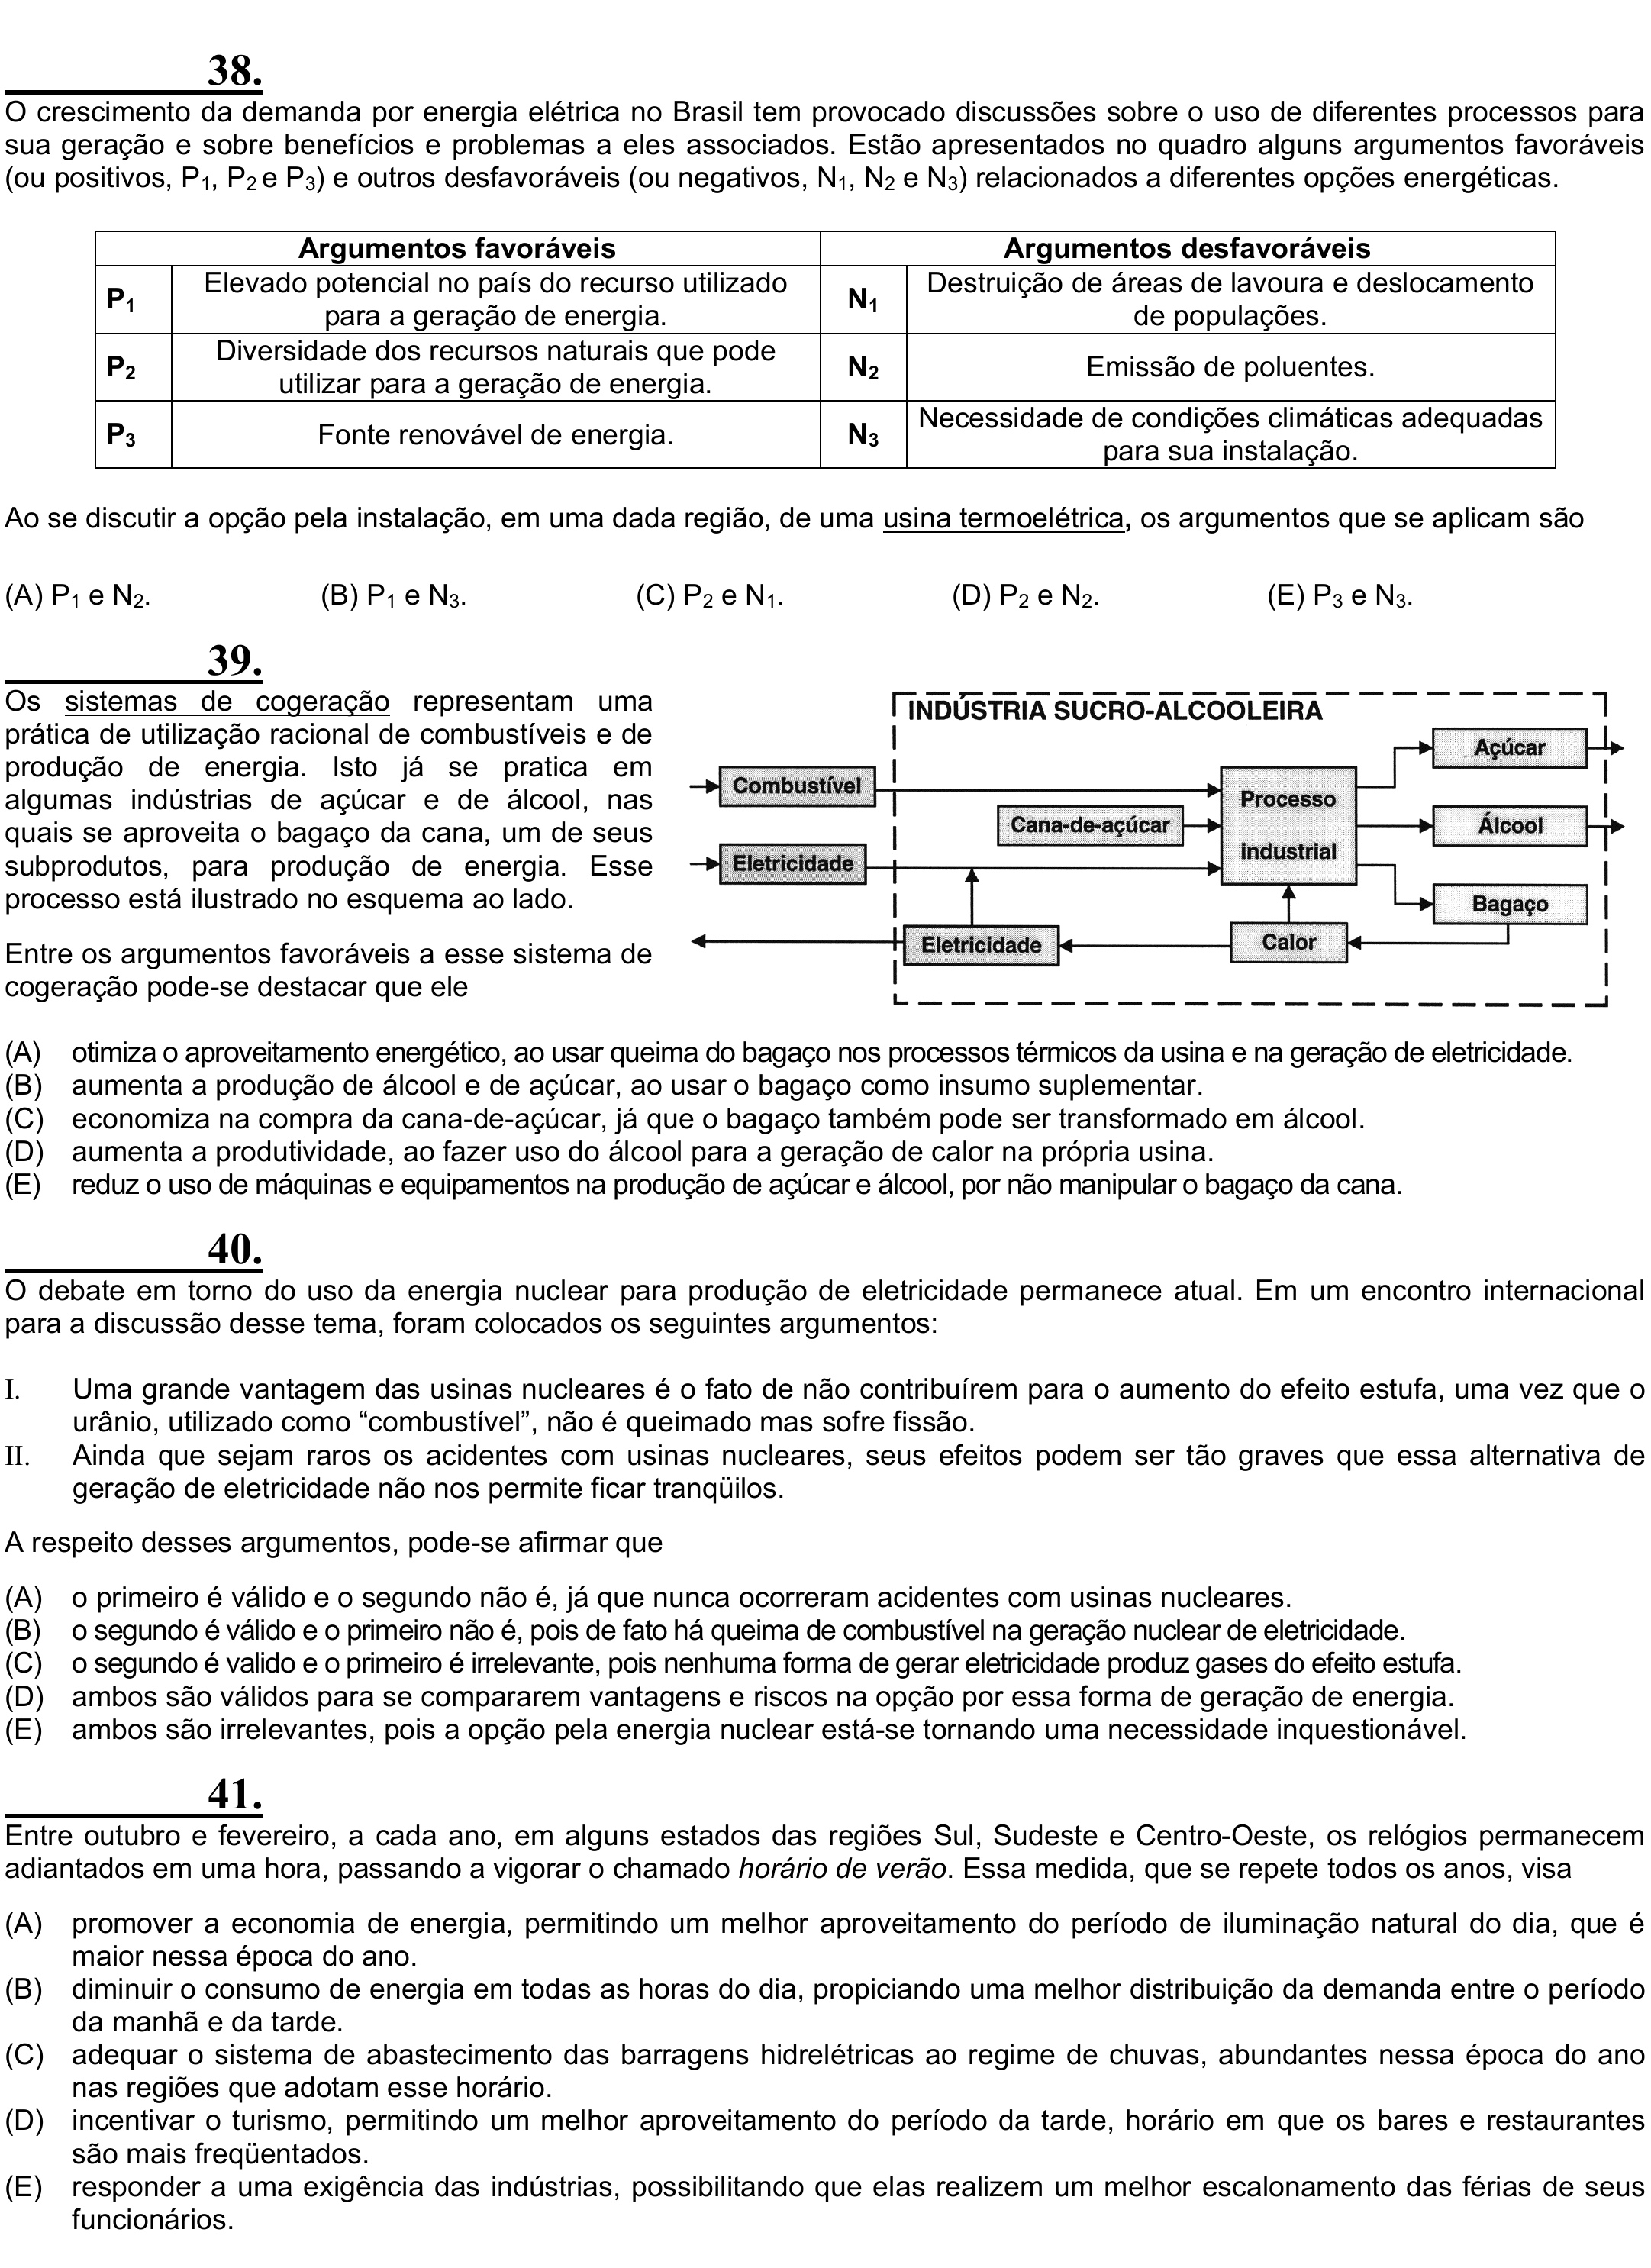 38.
O crescimento da demanda por energia elétrica no Brasil tem provocado discussões sobre o uso de diferentes processos para
sua geração e sobre benefícios e problemas a eles associados. Estão apresentados no quadro alguns argumentos favoráveis
(ou positivos, P1, P2 e P3) e outros desfavoráveis (ou negativos, N1, N2 e N3) relacionados a diferentes opções energéticas.
Argumentos favoráveis Argumentos desfavoráveis
P1 Elevado potencial no país do recurso utilizado
para a geração de energia.
N1 Destruição de áreas de lavoura e deslocamento
de populações.
P2 Diversidade dos recursos naturais que pode
utilizar para a geração de energia.
N2 Emissão de poluentes.
P3 Fonte renovável de energia.
N3 Necessidade de condições climáticas adequadas
para sua instalação.
Ao se discutir a opção pela instalação, em uma dada região, de uma usina termoelétrica, os argumentos que se aplicam são
(A) P1 e N2. (B) P1 e N3. (C) P2 e N1. (D) P2 e N2. (E) P3 e N3.
39.
Os sistemas de cogeração representam uma
prática de utilização racional de combustíveis e de
produção de energia. Isto já se pratica em
algumas indústrias de açúcar e de álcool, nas
quais se aproveita o bagaço da cana, um de seus
subprodutos, para produção de energia. Esse
processo está ilustrado no esquema ao lado.
Entre os argumentos favoráveis a esse sistema de
cogeração pode-se destacar que ele
INDÚSTRIA SUCRO-ALCOOLEIRA
Açúcar
Combustível
Processo
industrial
Cana-de-açúcar
Álcool
Eletricidade
Bagaço
Eletricidade
Calor
(A) otimiza o aproveitamento energético, ao usar queima do bagaço nos processos térmicos da usina e na geração de eletricidade.
(B) aumenta a produção de álcool e de açúcar, ao usar o bagaço como insumo suplementar.
(C) economiza na compra da cana-de-açúcar, já que o bagaço também pode ser transformado em álcool.
(D) aumenta a produtividade, ao fazer uso do álcool para a geração de calor na própria usina.
(E) reduz o uso de máquinas e equipamentos na produção de açúcar e álcool, por não manipular o bagaço da cana.
40.
O debate em torno do uso da energia nuclear para produção de eletricidade permanece atual. Em um encontro internacional
para a discussão desse tema, foram colocados os seguintes argumentos:
I. Uma grande vantagem das usinas nucleares é o fato de não contribuírem para o aumento do efeito estufa, uma vez que o
urânio, utilizado como “combustível”, não é queimado mas sofre fissão.
II. Ainda que sejam raros os acidentes com usinas nucleares, seus efeitos podem ser tão graves que essa alternativa de
geração de eletricidade não nos permite ficar tranqüilos.
A respeito desses argumentos, pode-se afirmar que
(A) o primeiro é válido e o segundo não é, já que nunca ocorreram acidentes com usinas nucleares.
(B) o segundo é válido e o primeiro não é, pois de fato há queima de combustível na geração nuclear de eletricidade.
(C) o segundo é valido e o primeiro é irrelevante, pois nenhuma forma de gerar eletricidade produz gases do efeito estufa.
(D) ambos são válidos para se compararem vantagens e riscos na opção por essa forma de geração de energia.
(E) ambos são irrelevantes, pois a opção pela energia nuclear está-se tornando uma necessidade inquestionável.
41.
Entre outubro e fevereiro, a cada ano, em alguns estados das regiões Sul, Sudeste e Centro-Oeste, os relógios permanecem
adiantados em uma hora, passando a vigorar o chamado horário de verão. Essa medida, que se repete todos os anos, visa
(A) promover a economia de energia, permitindo um melhor aproveitamento do período de iluminação natural do dia, que é
maior nessa época do ano.
(B) diminuir o consumo de energia em todas as horas do dia, propiciando uma melhor distribuição da demanda entre o período
da manhã e da tarde.
(C) adequar o sistema de abastecimento das barragens hidrelétricas ao regime de chuvas, abundantes nessa época do ano
nas regiões que adotam esse horário.
(D) incentivar o turismo, permitindo um melhor aproveitamento do período da tarde, horário em que os bares e restaurantes
são mais freqüentados.
(E) responder a uma exigência das indústrias, possibilitando que elas realizem um melhor escalonamento das férias de seus
funcionários.